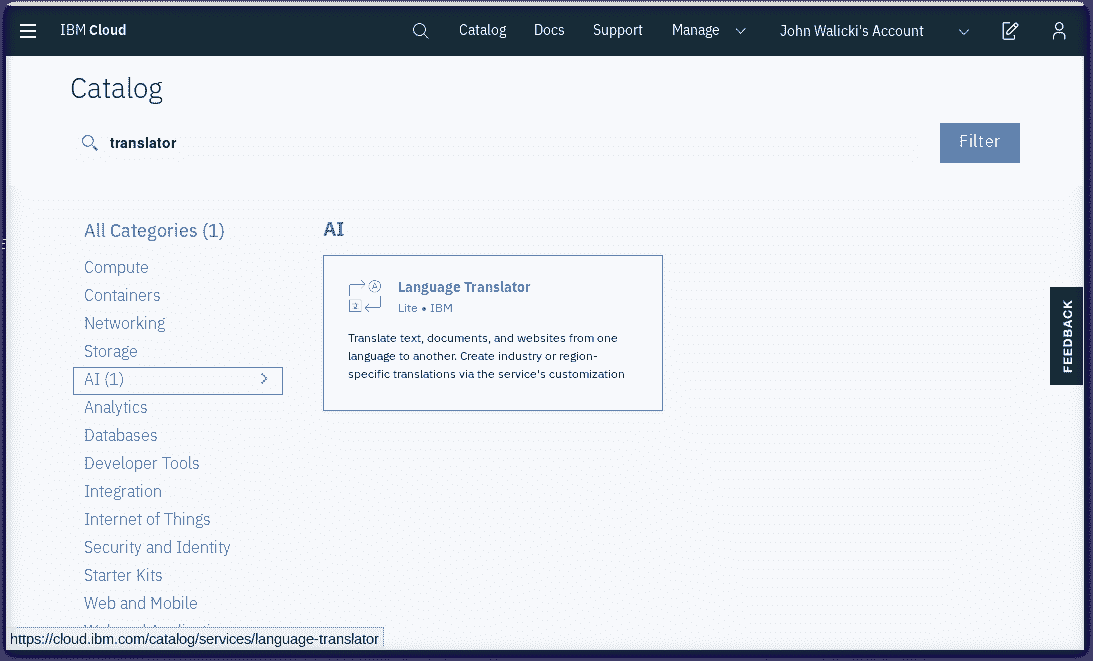 IBM Cloud
Catalog
Docs
Support
Manage
John Walicki's Account
Catalog
translator
Filter
All Categories (1)
Compute
Containers
Networking
Storage
AI (1)
Analytics
Databases
Developer Tools
Integration
Internet of Things
Security and Identity
Starter Kits
Web and Mobile
AI
Language Translator
Lite • IBM
Translate text, documents, and websites from one
language to another. Create industry or region-
specific translations via the service's customization
FEEDBACK
https://cloud.ibm.com/catalog/services/language-translator